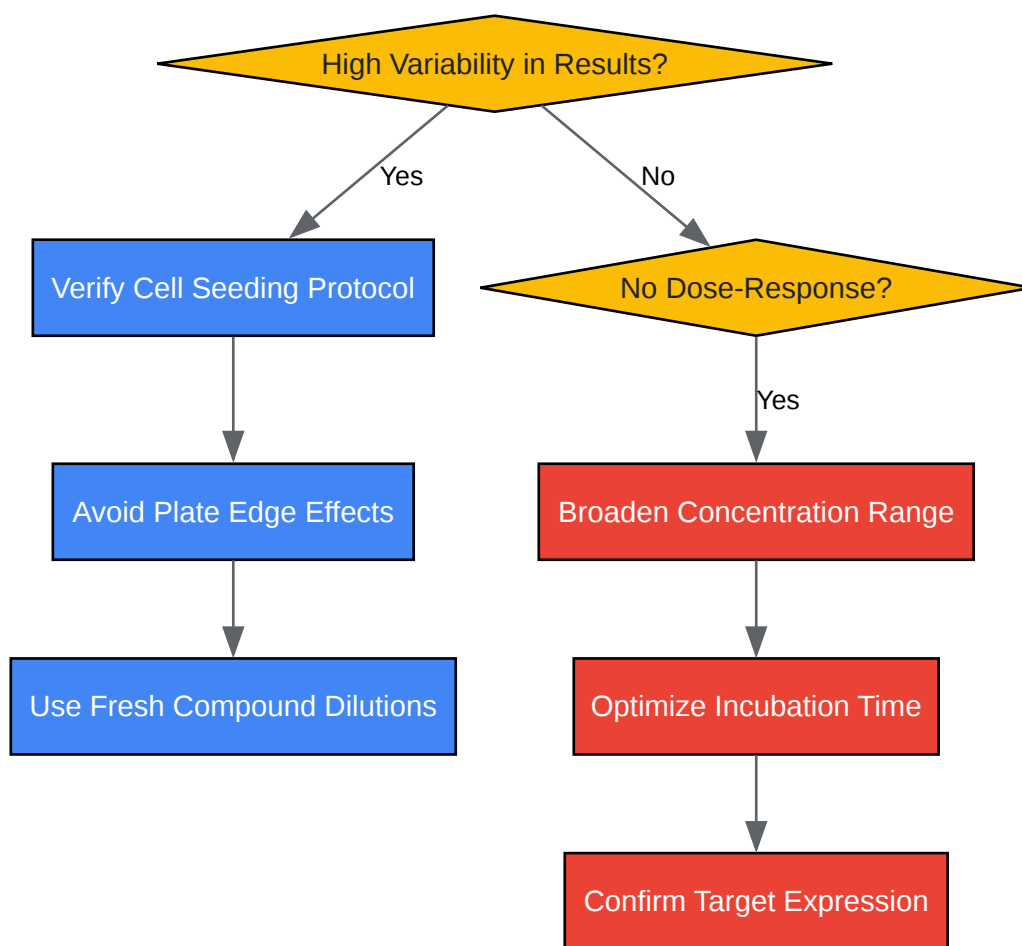 High Variability in Results?
Yes
No
Verify Cell Seeding Protocol
No Dose-Response?
Yes
Avoid Plate Edge Effects
Broaden Concentration Range
Use Fresh Compound Dilutions
Optimize Incubation Time
Confirm Target Expression